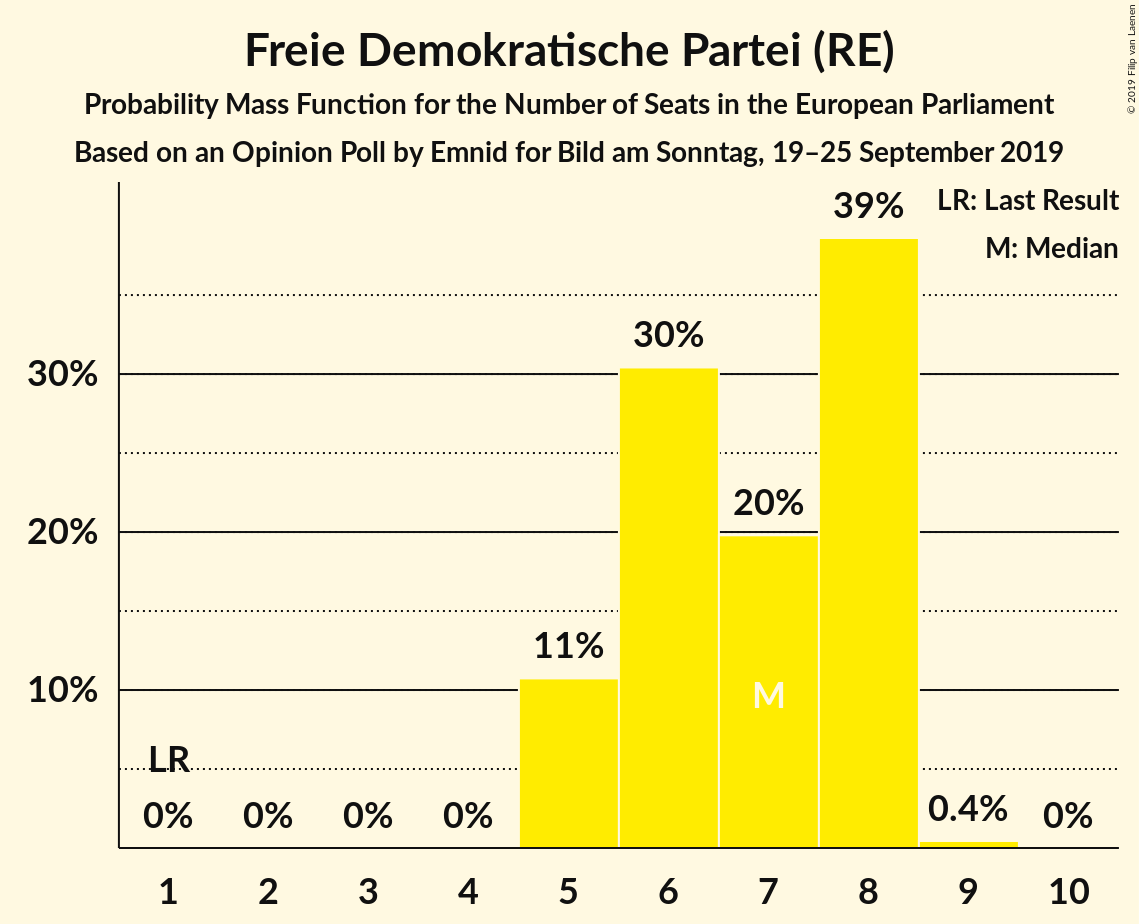 Freie Demokratische Partei (RE)
Probability Mass Function for the Number of Seats in the European Parliament
Based on an Opinion Poll by Emnid for Bild am Sonntag, 19–25 September 2019
© 2019 Filip van Laenen
LR: Last Result
M: Median
39%
30%
30%
20%
20%
11%
10%
M
LR
0%
0%
0%
0%
0.4%
0%
1 2 3 4 5 6 7 8 9 10